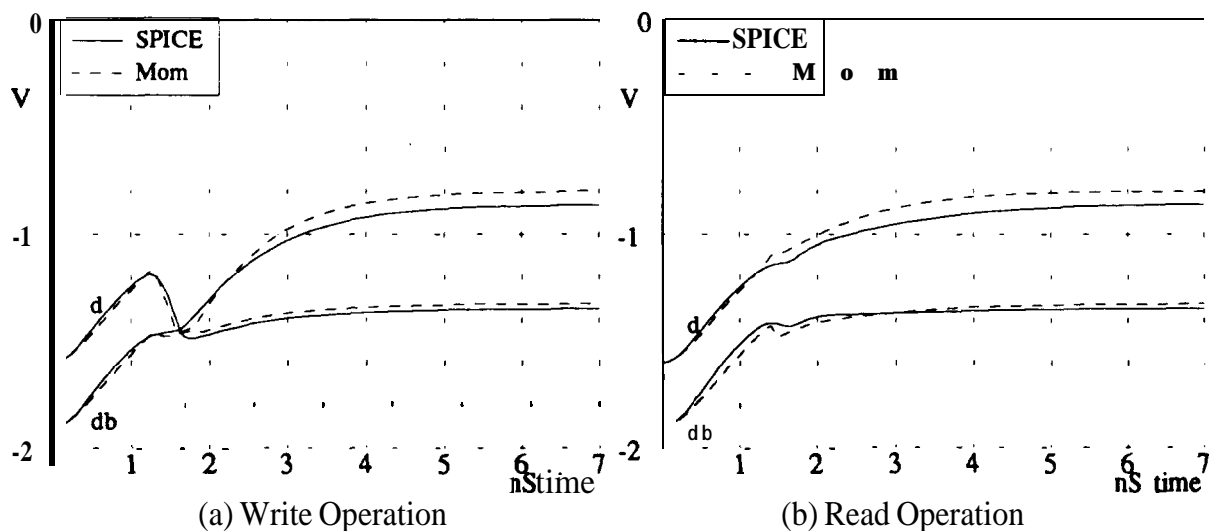 0
SPICE
Mom
V
d
-1
db
-2
1 2 3 4 5 6 7
nS time
(a) Write Operation
0
SPICE
M o m
V
d
-1
db
-2
1 2 3 4 5 6 7
nS time
(b) Read Operation